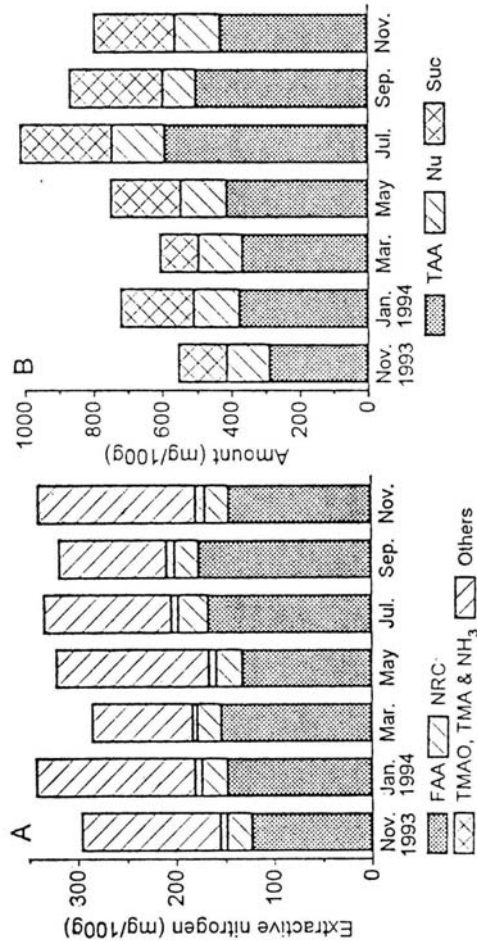 A
Extractive nitrogen (mg/100g)
300
200
100
0
Nov. Jan. Mar. May Jul. Sep. Nov.
1993 1994
FAA NRC
TMAO, TMA & NH₃ Others
B
Amount (mg/100g)
1000
800
600
400
200
0
Nov. Jan. Mar. May Jul. Sep. Nov.
1993 1994
TAA Nu Suc